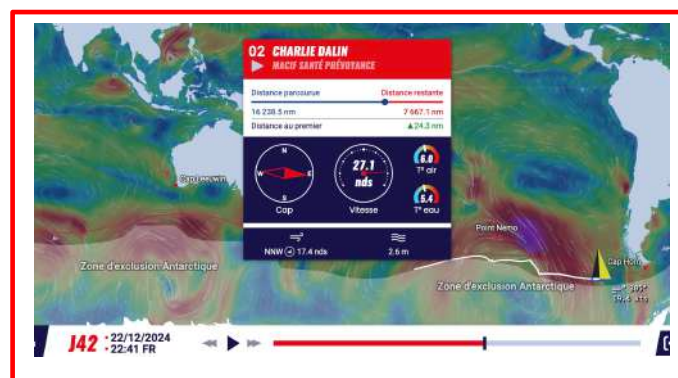 02 CHARLIE DALIN
MACIF SANTÉ PRÉVOYANCE
Distance parcourue Distance restante
16 238.5 nm 7 667.1 nm
Distance au premier ▲24.3 nm
N
W E
S
Cap
27.1
nds
Vitesse
6.0
T° air
5.4
T° eau
NNW 17.4 nds
2.6 m
Cap Leeuwin
Point Nemo
Cap Horn
Zone d'exclusion Antarctique
Zone d'exclusion Antarctique
J42 • 22/12/2024
• 22:41 FR